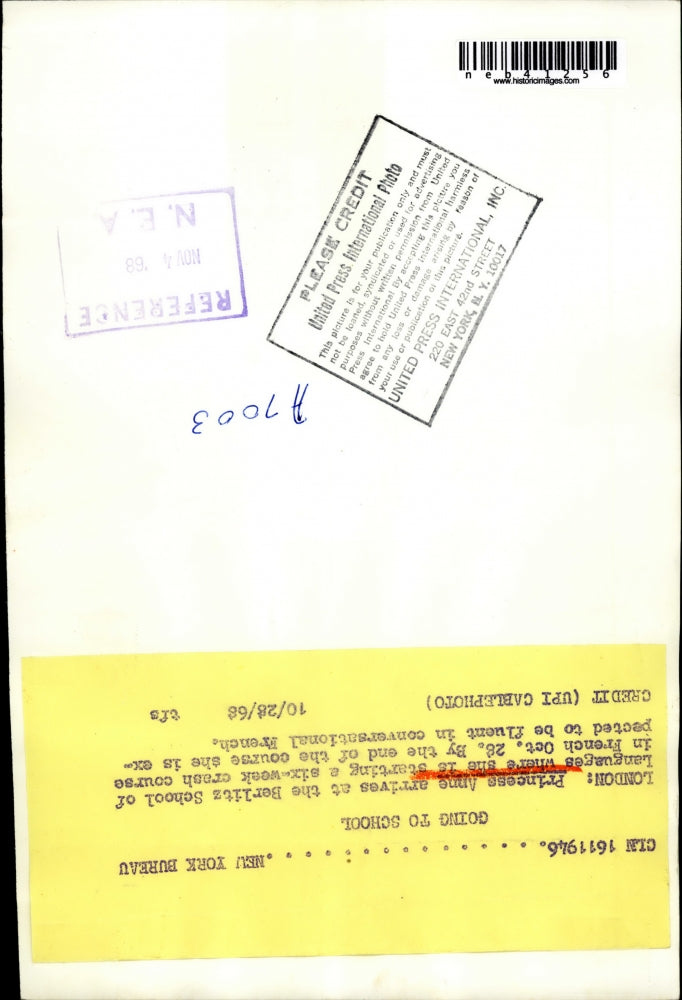 neb41256
www.historicimages.com
PLEASE CREDIT
United Press International Photo
This picture is for your publication only and must
not be loaned, syndicated or used for advertising
purposes without written permission from United
Press International. By accepting this picture you
agree to hold United Press International harmless
from any loss or damage arising by reason of
your use or publication of this picture.
UNITED PRESS INTERNATIONAL, INC.
220 EAST 42nd STREET
NEW YORK, N. Y. 10017
REFERENCE
NOV 4 '68
N. E. A
A7003
CLN 1611946. . . . . . . . . . . . . . . NEW YORK BUREAU
GOING TO SCHOOL
LONDON: Princess Anne arrives at the Berlitz School of
Languages where she is starting a six-week crash course
in French Oct. 28. By the end of the course she is ex-
pected to be fluent in conversational French.
CREDIT (UPI CABLEPHOTO) 10/28/68 tfs